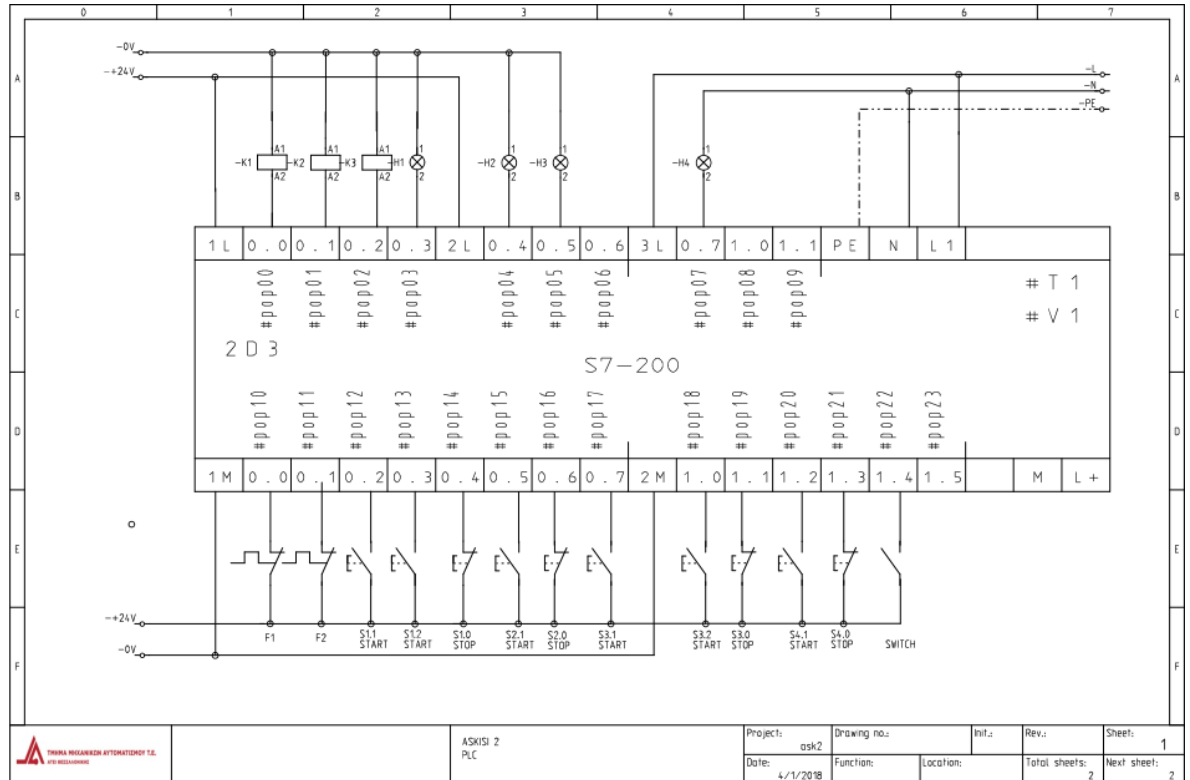 0 1 2 3 4 5 6 7
A A
B B
C C
D D
E E
F F
-0V
-+24V
-L
-N
-PE
-K1 A1 A2
-K2 A1 A2
-K3 A1 A2
-H1 1 2
-H2 1 2
-H3 1 2
-H4 1 2
1L 0.0 0.1 0.2 0.3 2L 0.4 0.5 0.6 3L 0.7 1.0 1.1 PE N L1
#pop00 #pop01 #pop02 #pop03 #pop04 #pop05 #pop06 #pop07 #pop08 #pop09
#T1
#V1
2D3
S7-200
#pop10 #pop11 #pop12 #pop13 #pop14 #pop15 #pop16 #pop17 #pop18 #pop19 #pop20 #pop21 #pop22 #pop23
1M 0.0 0.1 0.2 0.3 0.4 0.5 0.6 0.7 2M 1.0 1.1 1.2 1.3 1.4 1.5 M L+
-+24V
-0V
F1
F2
S1.1
START
S1.2
START
S1.0
STOP
S2.1
START
S2.0
STOP
S3.1
START
S3.2
START
S3.0
STOP
S4.1
START
S4.0
STOP
SWITCH
ΤΜΗΜΑ ΜΗΧΑΝΙΚΩΝ ΑΥΤΟΜΑΤΙΣΜΟΥ Τ.Ε.
ASKISI 2
PLC
Project: ask2
Drawing no.:
Init.:
Rev.:
Sheet: 1
Date: 4/1/2018
Function:
Location:
Total sheets: 2
Next sheet: 2